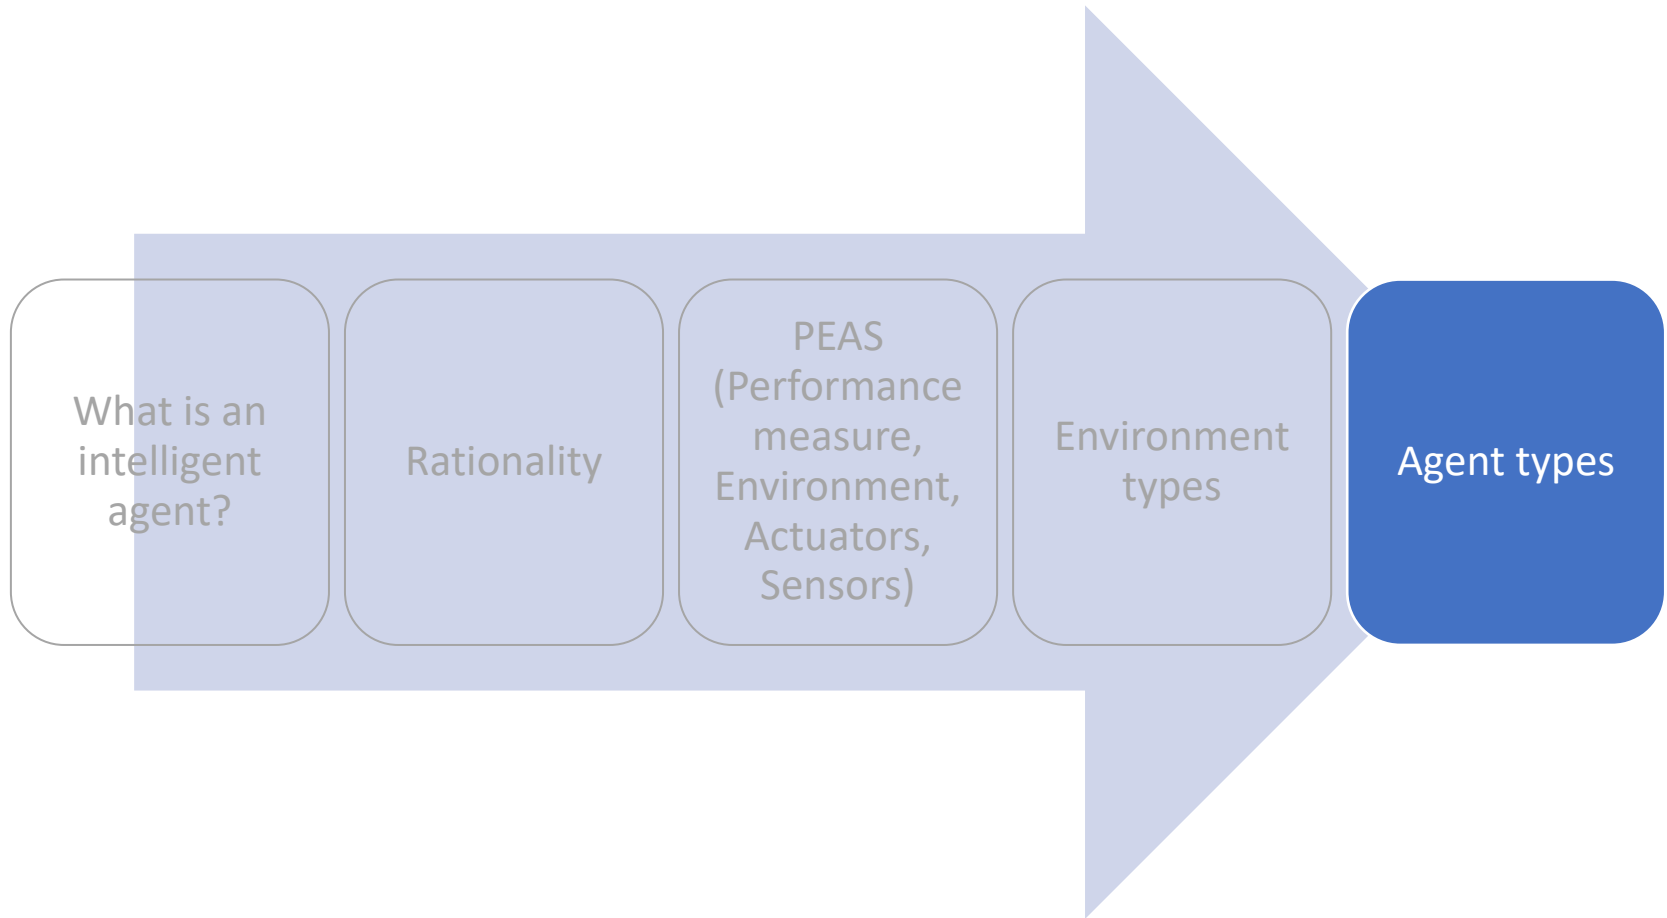 What is an
intelligent
agent?
Rationality
PEAS
(Performance
measure,
Environment,
Actuators,
Sensors)
Environment
types
Agent types